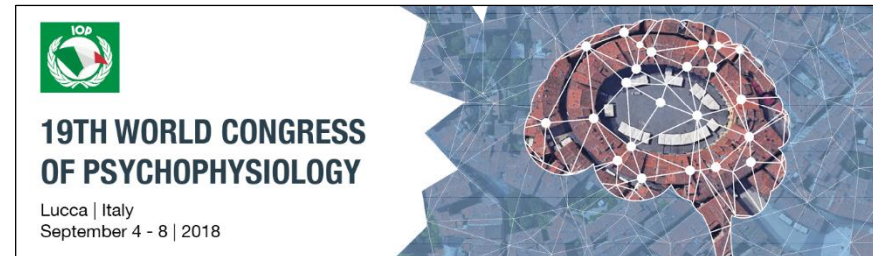 IOP
19TH WORLD CONGRESS
OF PSYCHOPHYSIOLOGY
Lucca | Italy
September 4 - 8 | 2018